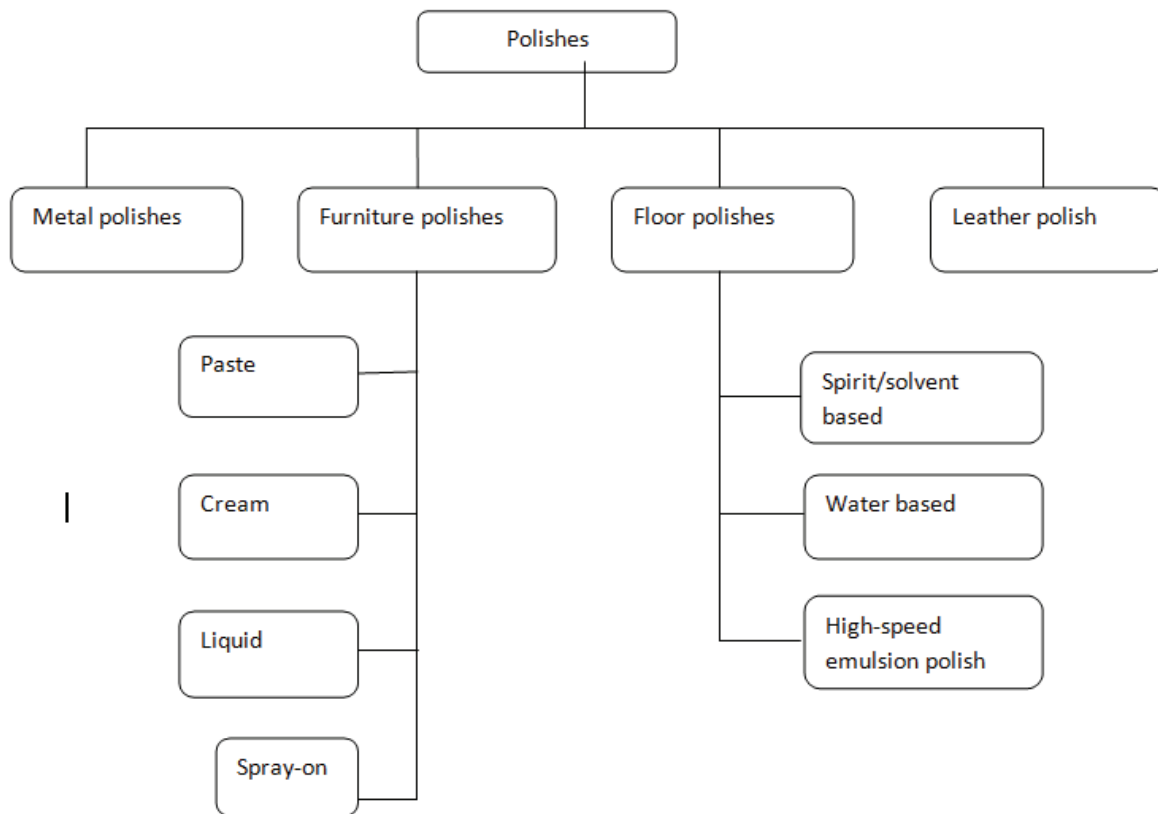 Polishes
Metal polishes
Furniture polishes
Floor polishes
Leather polish
Paste
Cream
Liquid
Spray-on
Spirit/solvent
based
Water based
High-speed
emulsion polish